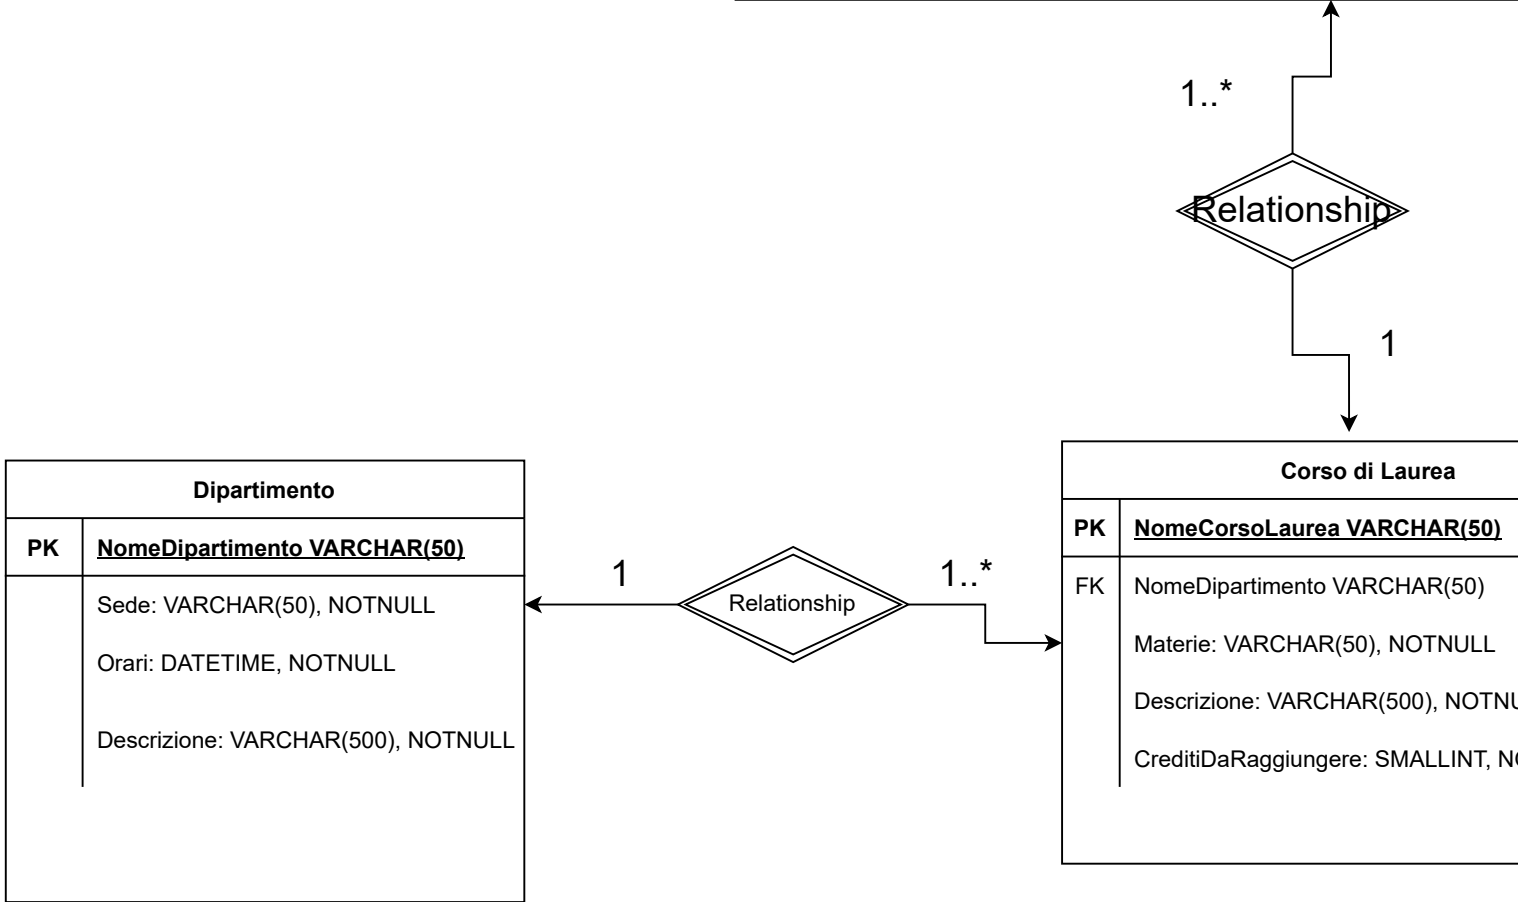 1..*
Relationship
1
Dipartimento
PK NomeDipartimento VARCHAR(50)
Sede: VARCHAR(50), NOTNULL
Orari: DATETIME, NOTNULL
Descrizione: VARCHAR(500), NOTNULL
1
Relationship
1..*
Corso di Laurea
PK NomeCorsoLaurea VARCHAR(50)
FK NomeDipartimento VARCHAR(50)
Materie: VARCHAR(50), NOTNULL
Descrizione: VARCHAR(500),
CreditiDaRaggiungere: SMALLINT,